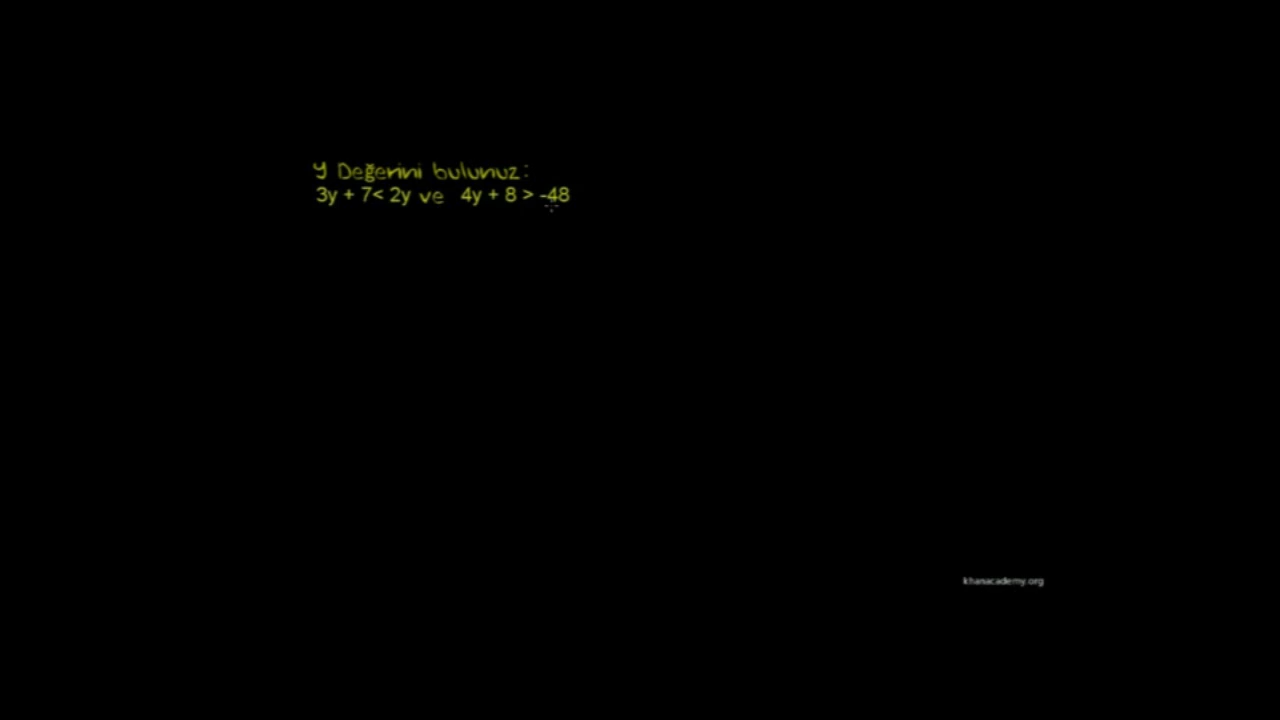 y Değerini bulunuz:
3y + 7< 2y ve 4y + 8 > -48
khanacademy.org